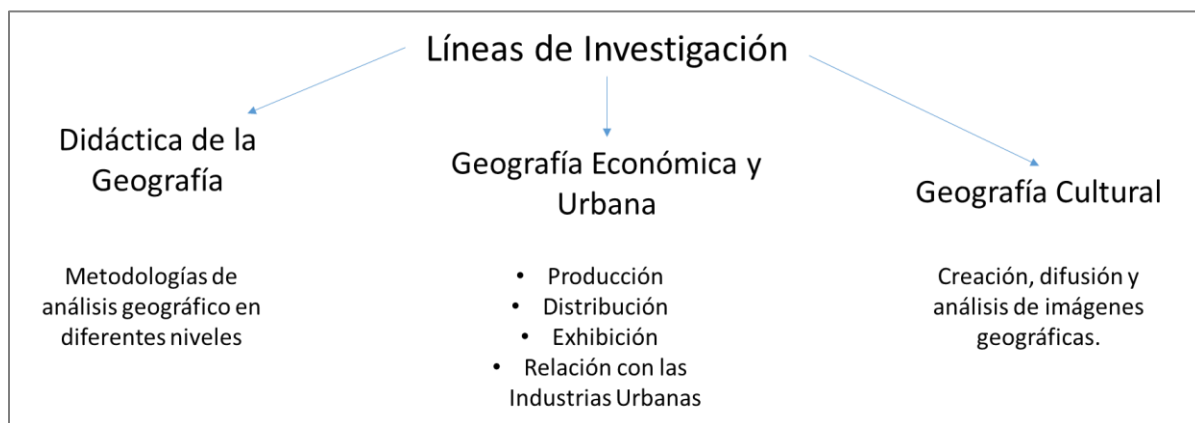 Líneas de Investigación
Didáctica de la
Geografía
Metodologías de
análisis geográfico en
diferentes niveles
Geografía Económica y
Urbana
• Producción
• Distribución
• Exhibición
• Relación con las
Industrias Urbanas
Geografía Cultural
Creación, difusión y
análisis de imágenes
geográficas.